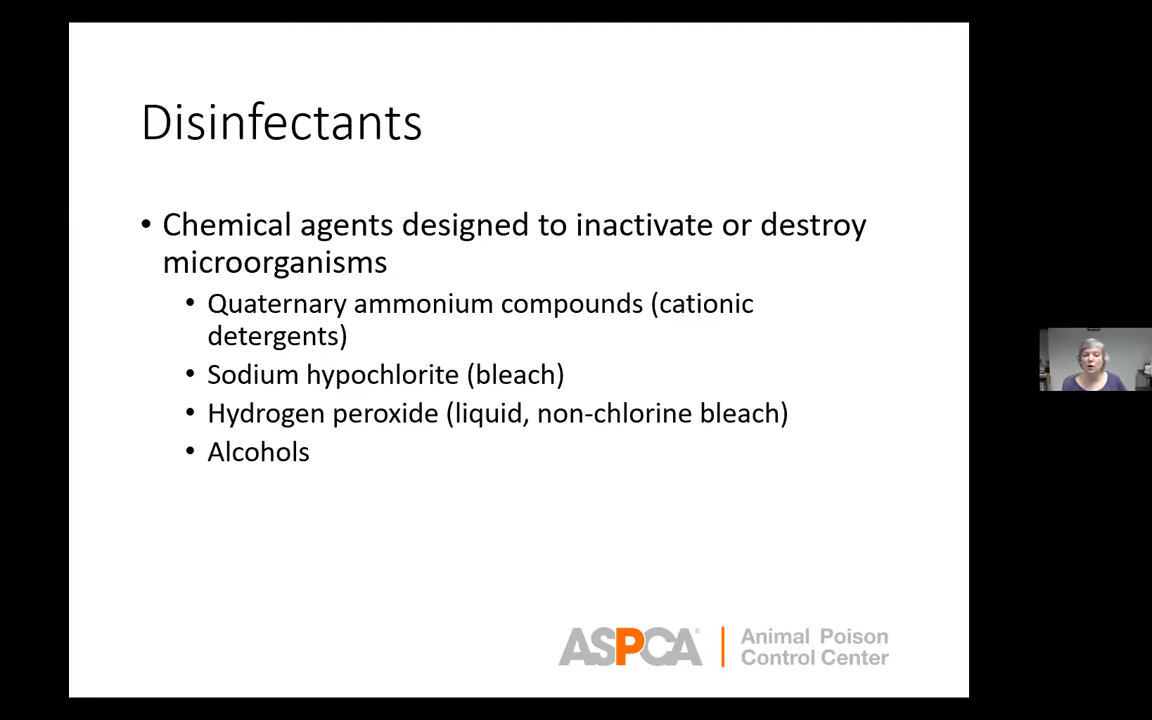 Disinfectants
• Chemical agents designed to inactivate or destroy
microorganisms
• Quaternary ammonium compounds (cationic
detergents)
• Sodium hypochlorite (bleach)
• Hydrogen peroxide (liquid, non-chlorine bleach)
• Alcohols
ASPCA® | Animal Poison
Control Center